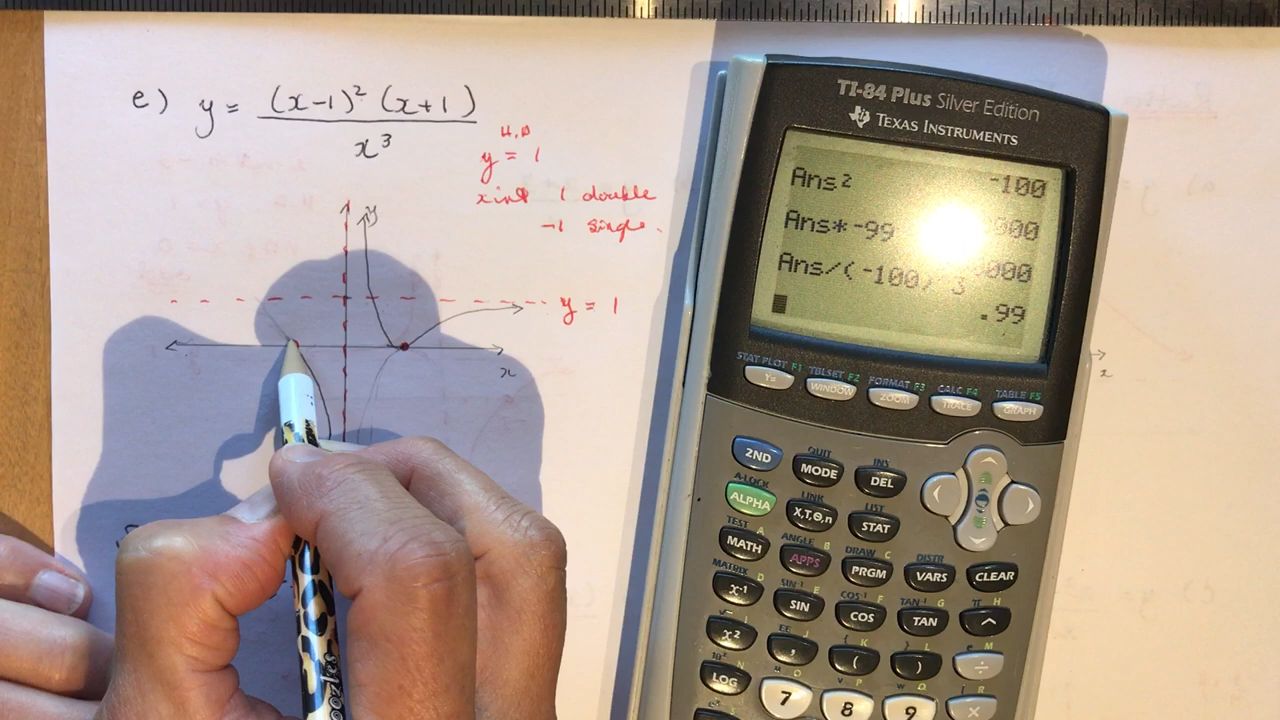 e) y = (x-1)² (x+1) / x³
H.A
y = 1
xint 1 double
-1 single.
y
y = 1
x
x
TI-84 Plus Silver Edition
TEXAS INSTRUMENTS
Ans²
-100
Ans*-99
000
Ans/(-100)^3
000
.99
STAT PLOT F1 TBLSET F2 FORMAT F3 CALC F4 TABLE F5
Y= WINDOW ZOOM TRACE GRAPH
QUIT INS
2ND MODE DEL
A-LOCK LINK LIST
ALPHA X,T,Θ,n STAT
TEST A ANGLE B DRAW C DISTR
MATH APPS PRGM VARS CLEAR
MATRIX D SIN⁻¹ E COS⁻¹ F TAN⁻¹ G π H
x⁻¹ SIN COS TAN ^
√ I EE J { K } L e M
x² , ( ) ÷
10ˣ N u O v P w Q [ R
LOG 7 8 9 ×